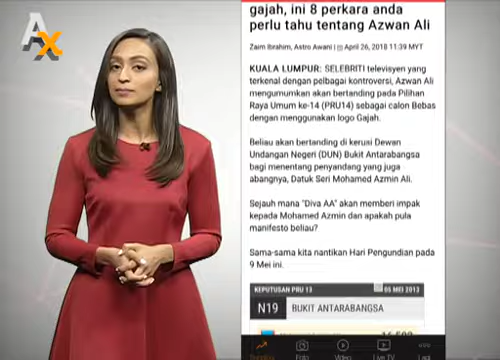 AX
gajah, ini 8 perkara anda
perlu tahu tentang Azwan Ali
Zaim Ibrahim, Astro Awani | April 26, 2018 11:39 MYT
KUALA LUMPUR: SELEBRITI televisyen yang
terkenal dengan pelbagai kontroversi, Azwan Ali
mengumumkan akan bertanding pada Pilihan
Raya Umum ke-14 (PRU14) sebagai calon Bebas
dengan menggunakan logo Gajah.
Beliau akan bertanding di kerusi Dewan
Undangan Negeri (DUN) Bukit Antarabangsa
bagi menentang penyandang yang juga
abangnya, Datuk Seri Mohamed Azmin Ali.
Sejauh mana "Diva AA" akan memberi impak
kepada Mohamed Azmin dan apakah pula
manifesto beliau?
Sama-sama kita nantikan Hari Pengundian pada
9 Mei ini.
KEPUTUSAN PRU 13 05 MEI 2013
N19 BUKIT ANTARABANGSA
Trending Foto Video Live TV Lagi